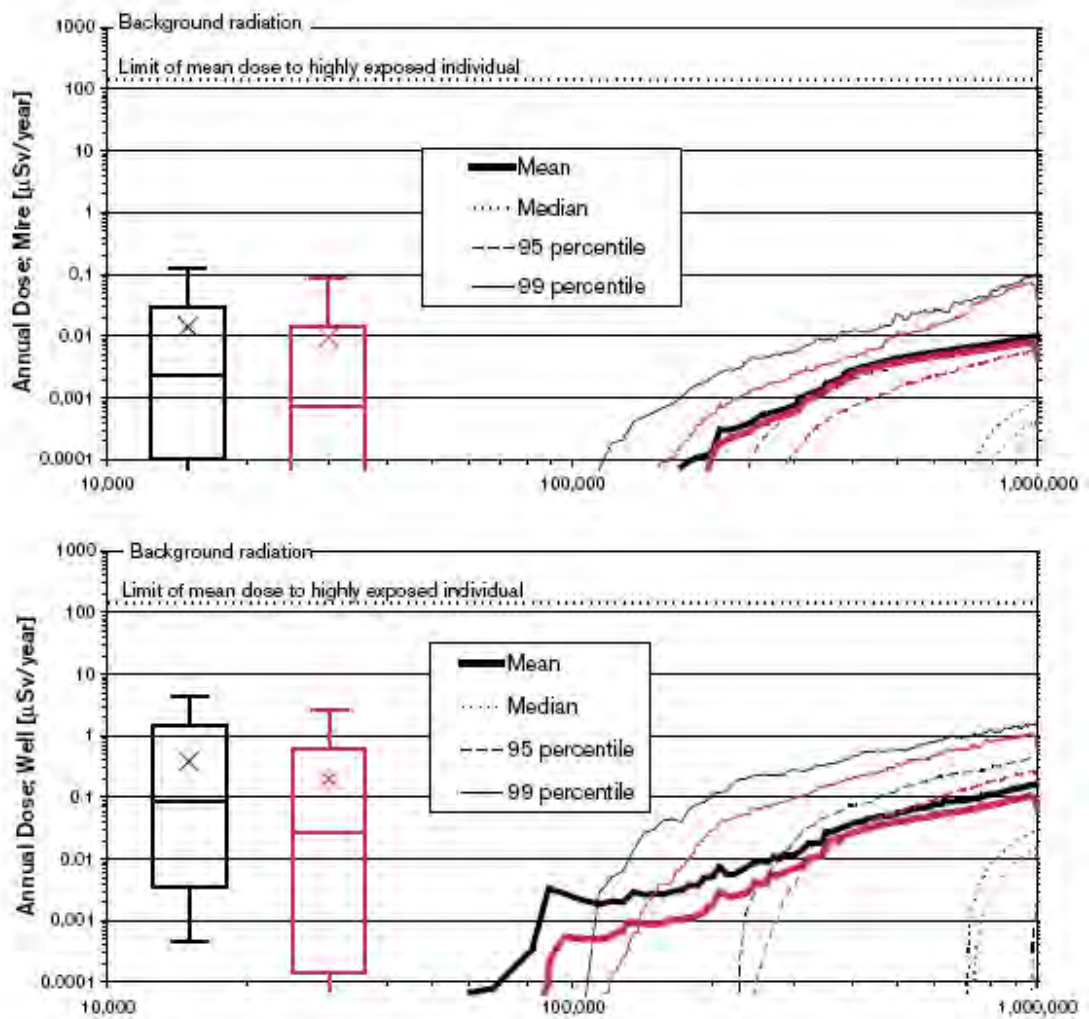 1000
Background radiation
Limit of mean dose to highly exposed individual
100
10
1
0.1
0.01
0.001
0.0001
Annual Dose; Mire [µSv/year]
Mean
Median
95 percentile
99 percentile
10,000
100,000
1,000,000
1000
Background radiation
Limit of mean dose to highly exposed individual
100
10
1
0.1
0.01
0.001
0.0001
Annual Dose; Well [µSv/year]
Mean
Median
95 percentile
99 percentile
10,000
100,000
1,000,000